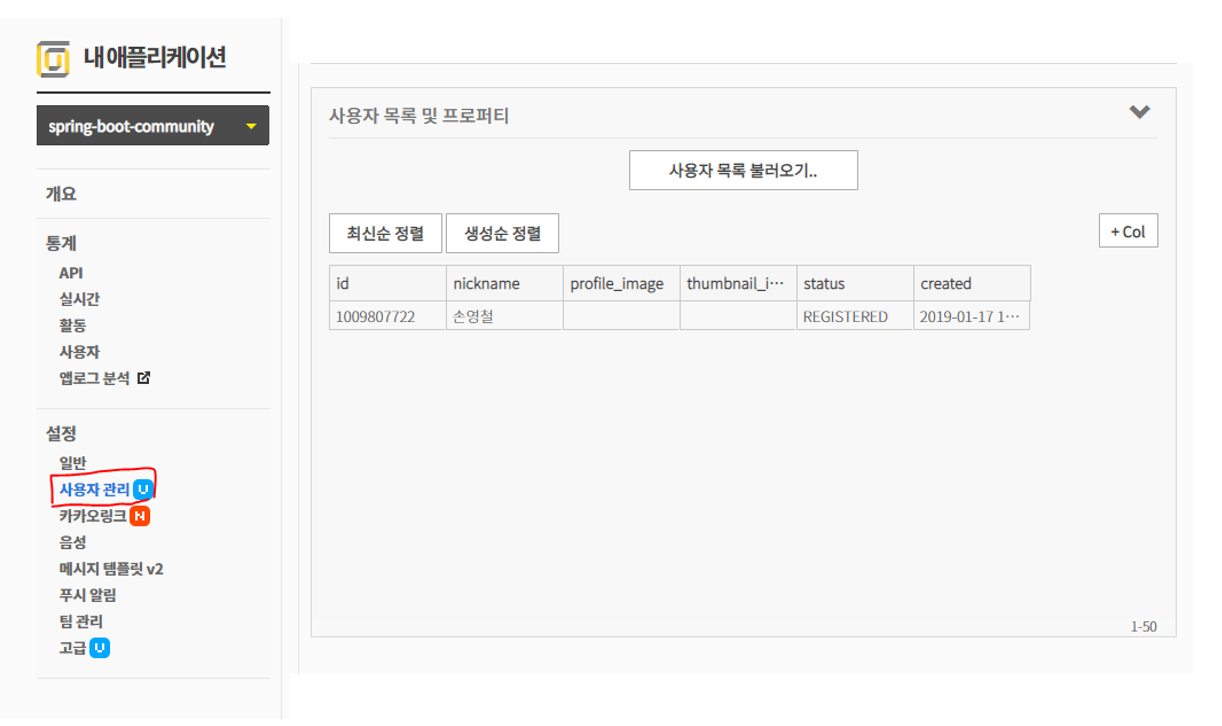 내 애플리케이션
spring-boot-community
개요
통계
API
실시간
활동
사용자
앱로그 분석
설정
일반
사용자 관리 U
카카오링크 N
음성
메시지 템플릿 v2
푸시 알림
팀 관리
고급 U
사용자 목록 및 프로퍼티
사용자 목록 불러오기..
최신순 정렬 생성순 정렬 + Col
id nickname profile_image thumbnail_i… status created
1009807722 손영철 REGISTERED 2019-01-17 1…
1-50